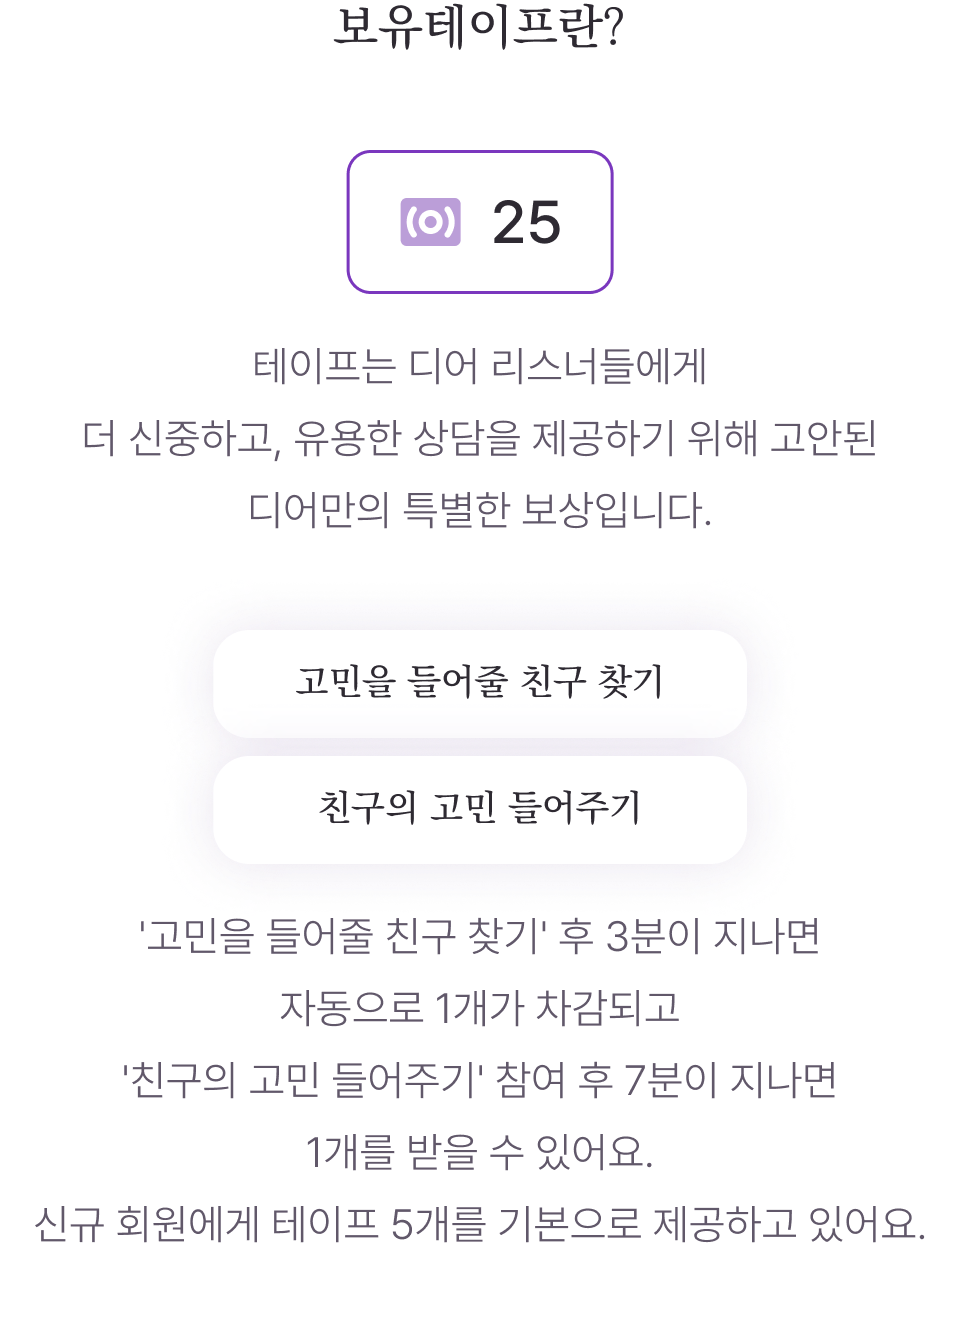 보유테이프란?
25
테이프는 디어 리스너들에게
더 신중하고, 유용한 상담을 제공하기 위해 고안된
디어만의 특별한 보상입니다.
고민을 들어줄 친구 찾기
친구의 고민 들어주기
'고민을 들어줄 친구 찾기' 후 3분이 지나면
자동으로 1개가 차감되고
'친구의 고민 들어주기' 참여 후 7분이 지나면
1개를 받을 수 있어요.
신규 회원에게 테이프 5개를 기본으로 제공하고 있어요.